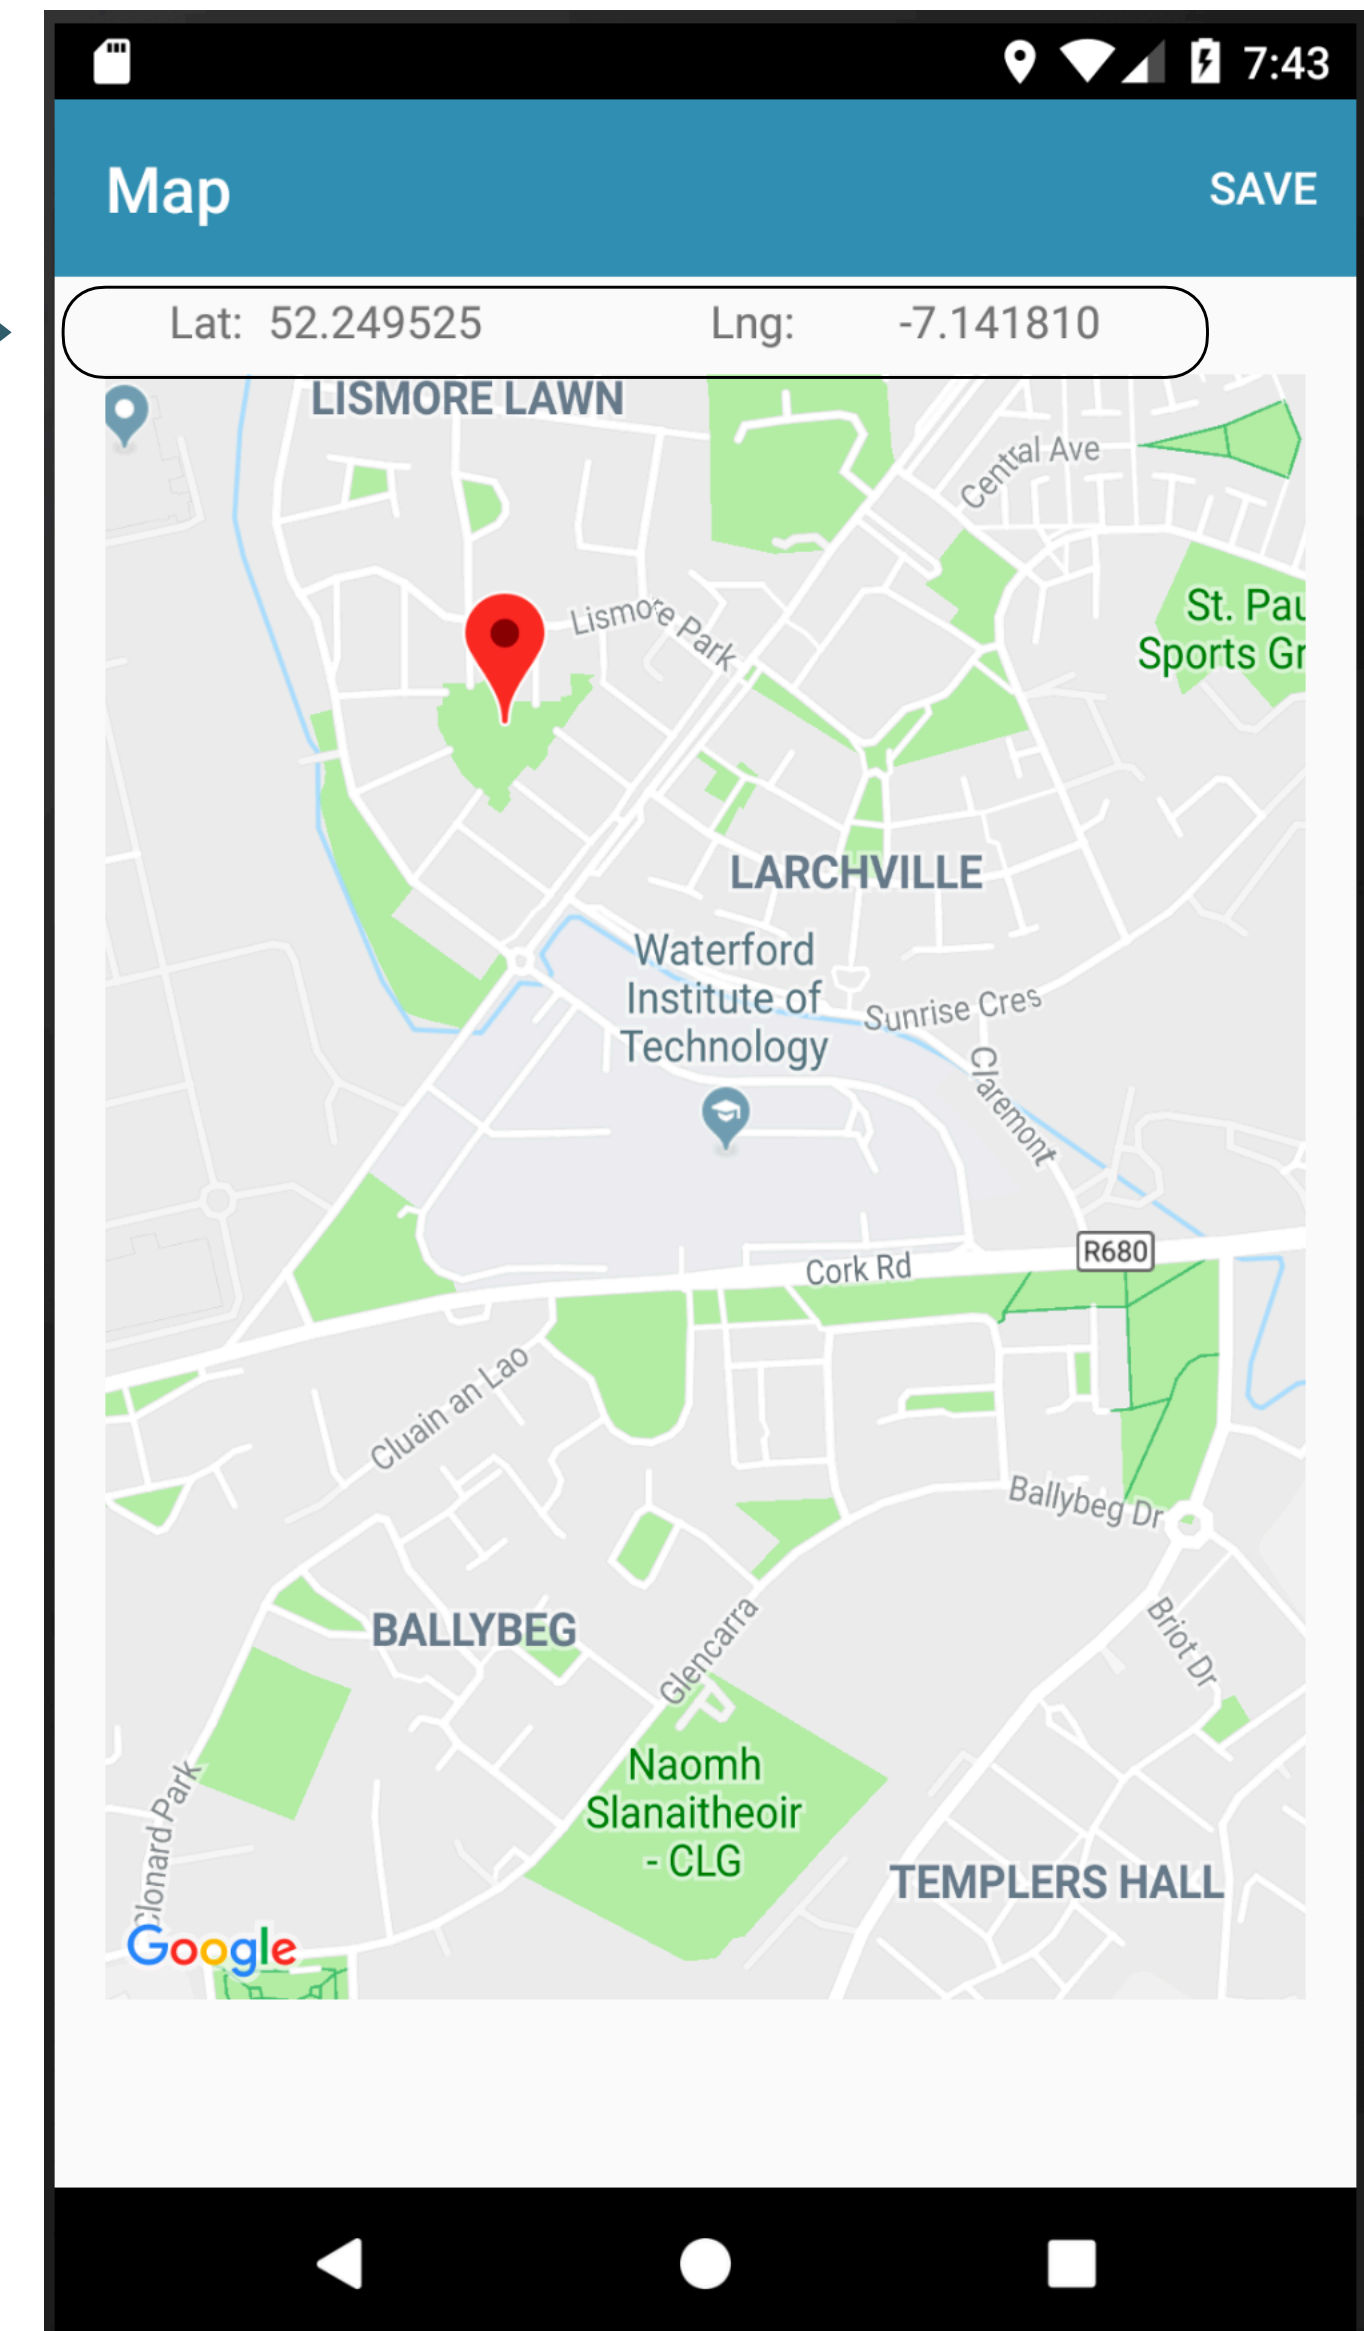 7:43
Map
SAVE
Lat: 52.249525 Lng: -7.141810
LISMORE LAWN
Central Ave
Lismore Park
St. Pau
Sports Gr
LARCHVILLE
Waterford
Institute of
Technology
Sunrise Cres
Claremont
R680
Cork Rd
Cluain an Lao
Ballybeg Dr
BALLYBEG
Glencarra
Briot Dr
Naomh
Slanaitheoir
- CLG
Clonard Park
TEMPLERS HALL
Google